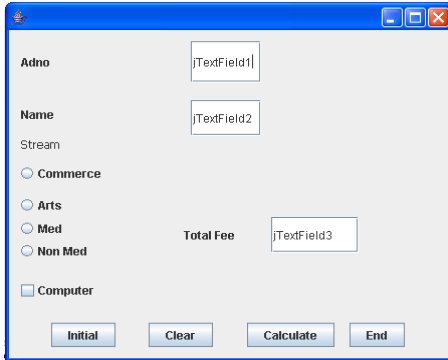 Adno jTextField1
Name jTextField2
Stream
Commerce
Arts
Med
Total Fee jTextField3
Non Med
Computer
Initial Clear Calculate End